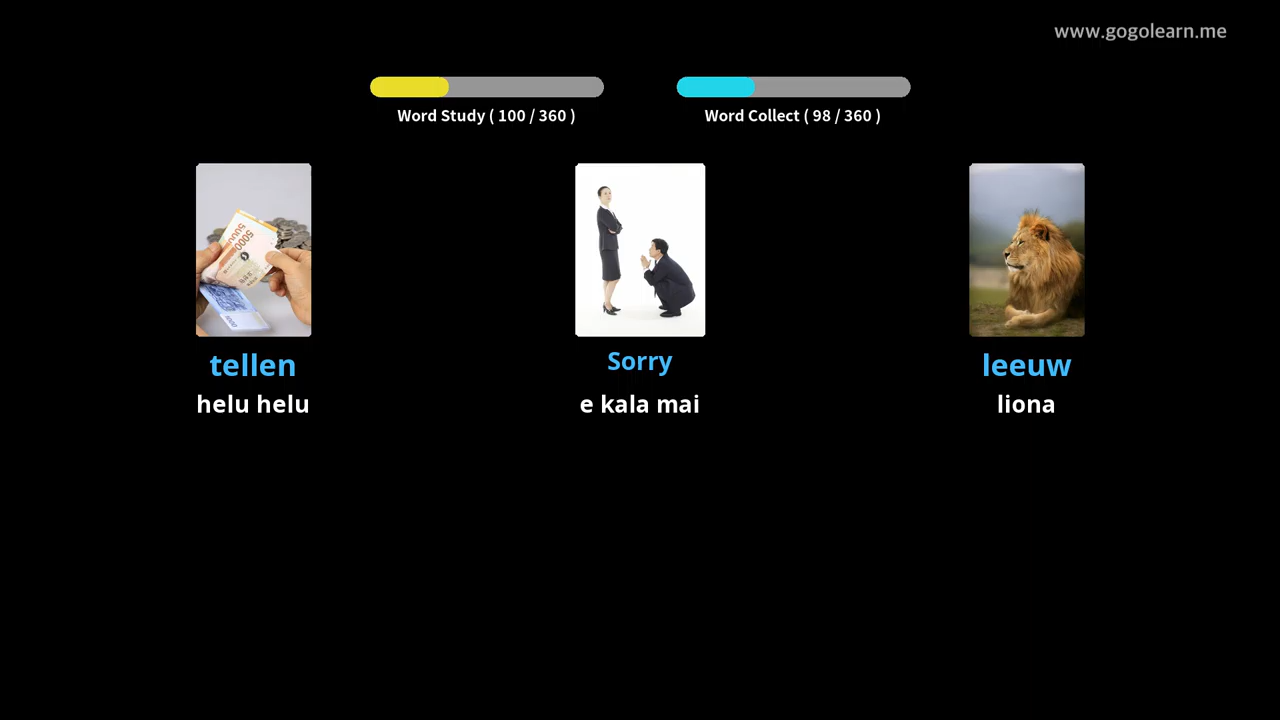 www.gogolearn.me
Word Study ( 100 / 360 )
Word Collect ( 98 / 360 )
tellen
Sorry
leeuw
helu helu
e kala mai
liona